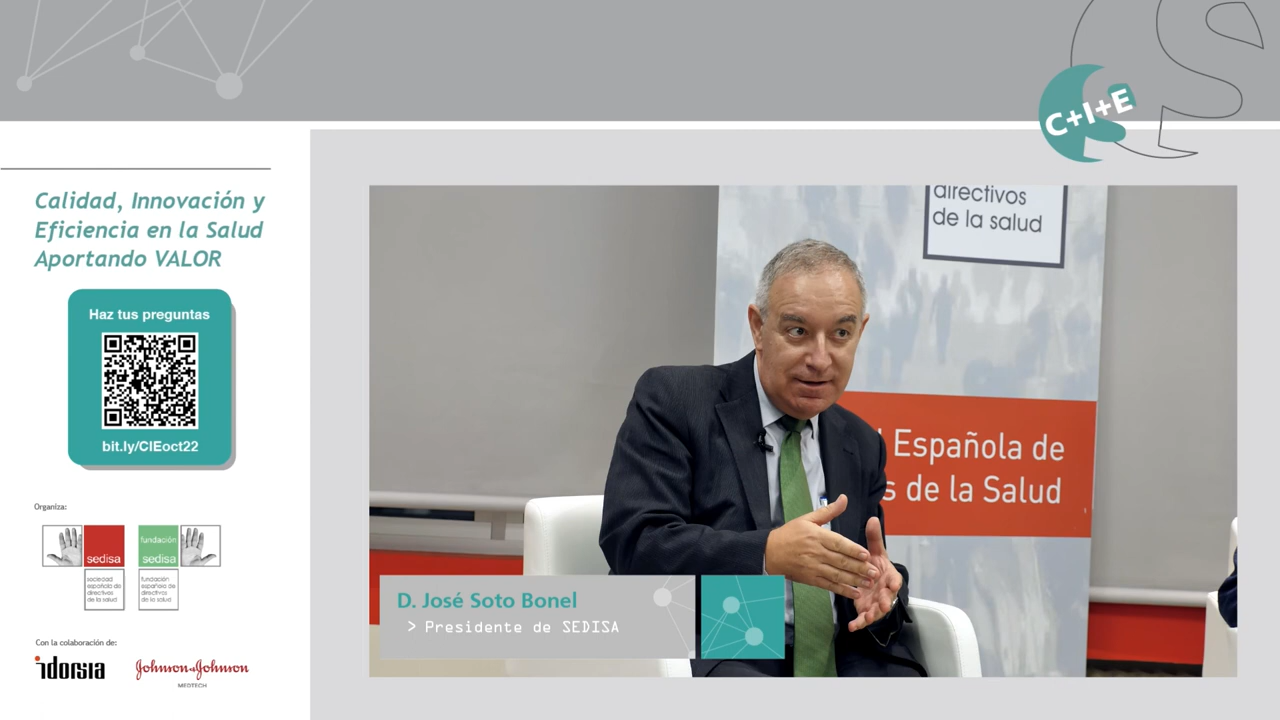 C+I+E
Calidad, Innovación y
Eficiencia en la Salud
Aportando VALOR
Haz tus preguntas
bit.ly/CIEoct22
Organiza:
sedisa
sociedad
española de
directivos
de la salud
fundación
sedisa
fundación
española de
directivos
de la salud
Con la colaboración de:
idorsia
Johnson&Johnson
MEDTECH
directivos
de la salud
Española de
s de la Salud
D. José Soto Bonel
> Presidente de SEDISA